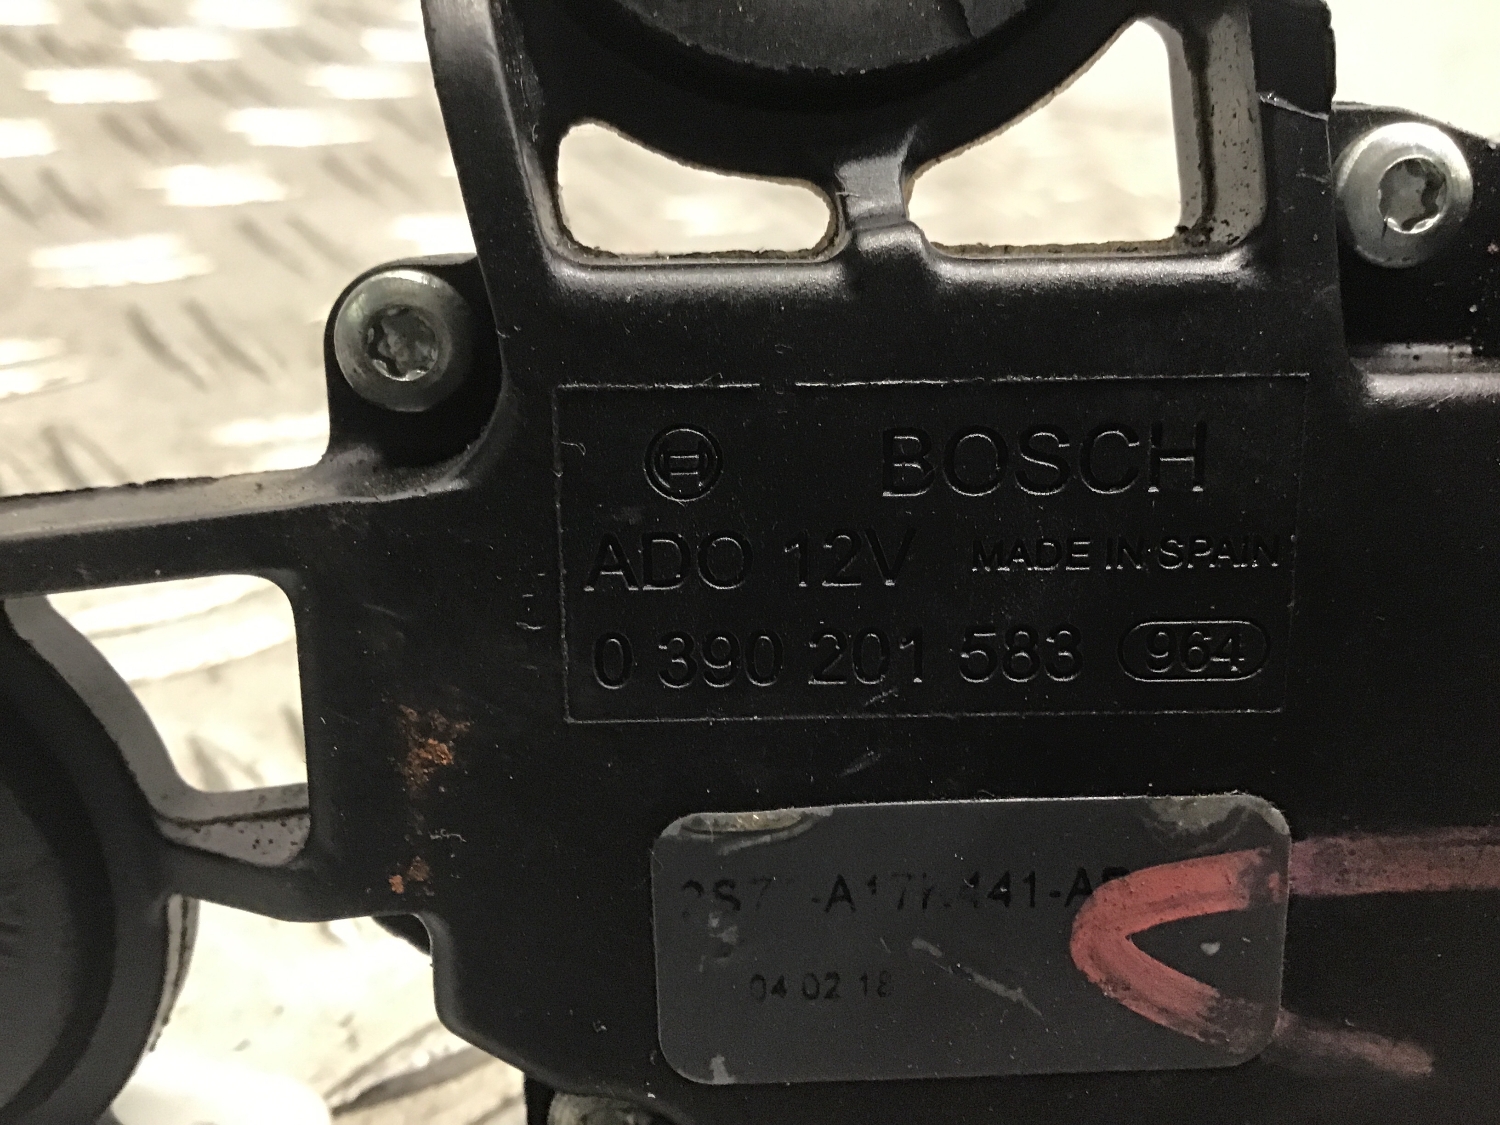 BOSCH
ADO 12V MADE IN SPAIN
0 390 201 583 964
04 02 18